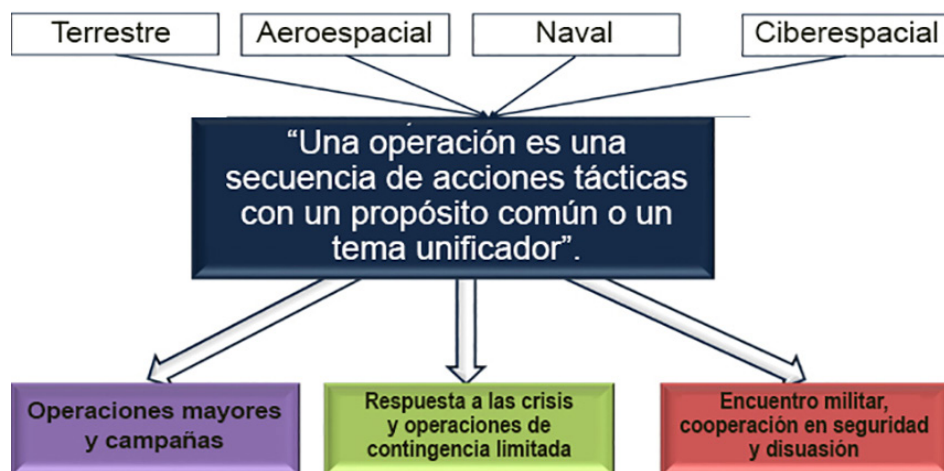 Terrestre
Aeroespacial
Naval
Ciberespacial
“Una operación es una
secuencia de acciones tácticas
con un propósito común o un
tema unificador”.
Operaciones mayores
y campañas
Respuesta a las crisis
y operaciones de
contingencia limitada
Encuentro militar,
cooperación en seguridad
y disuasión